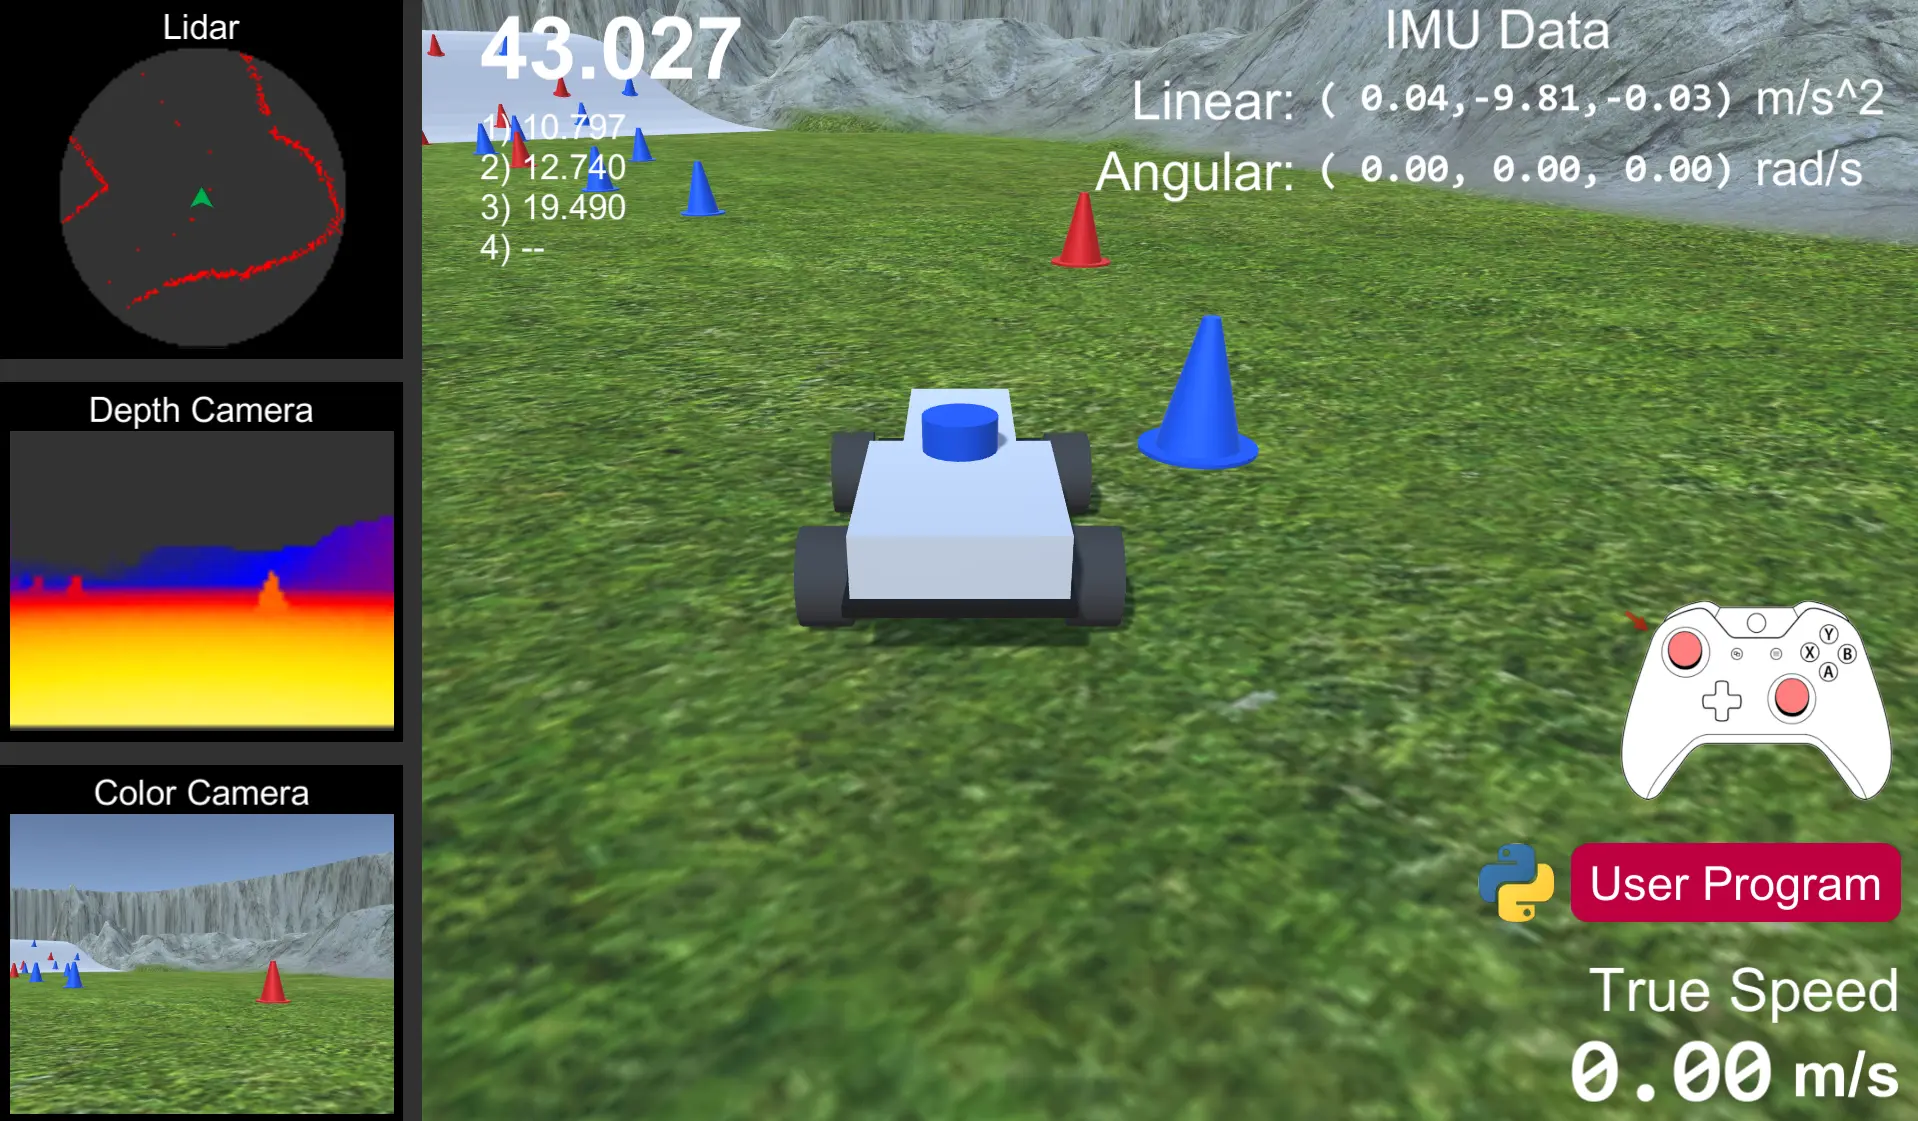 Lidar
43.027
1) 10.797
2) 12.740
3) 19.490
4) --
IMU Data
Linear: ( 0.04,-9.81,-0.03) m/s^2
Angular: ( 0.00, 0.00, 0.00) rad/s
Depth Camera
Color Camera
Y
X
B
A
User Program
True Speed
0.00 m/s